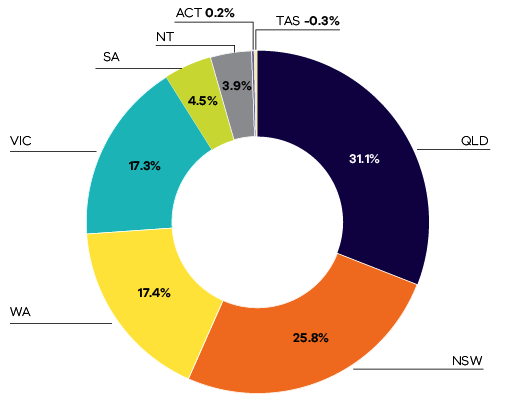 ACT 0.2%
TAS -0.3%
NT
SA
3.9%
4.5%
VIC
QLD
31.1%
17.3%
17.4%
WA
25.8%
NSW